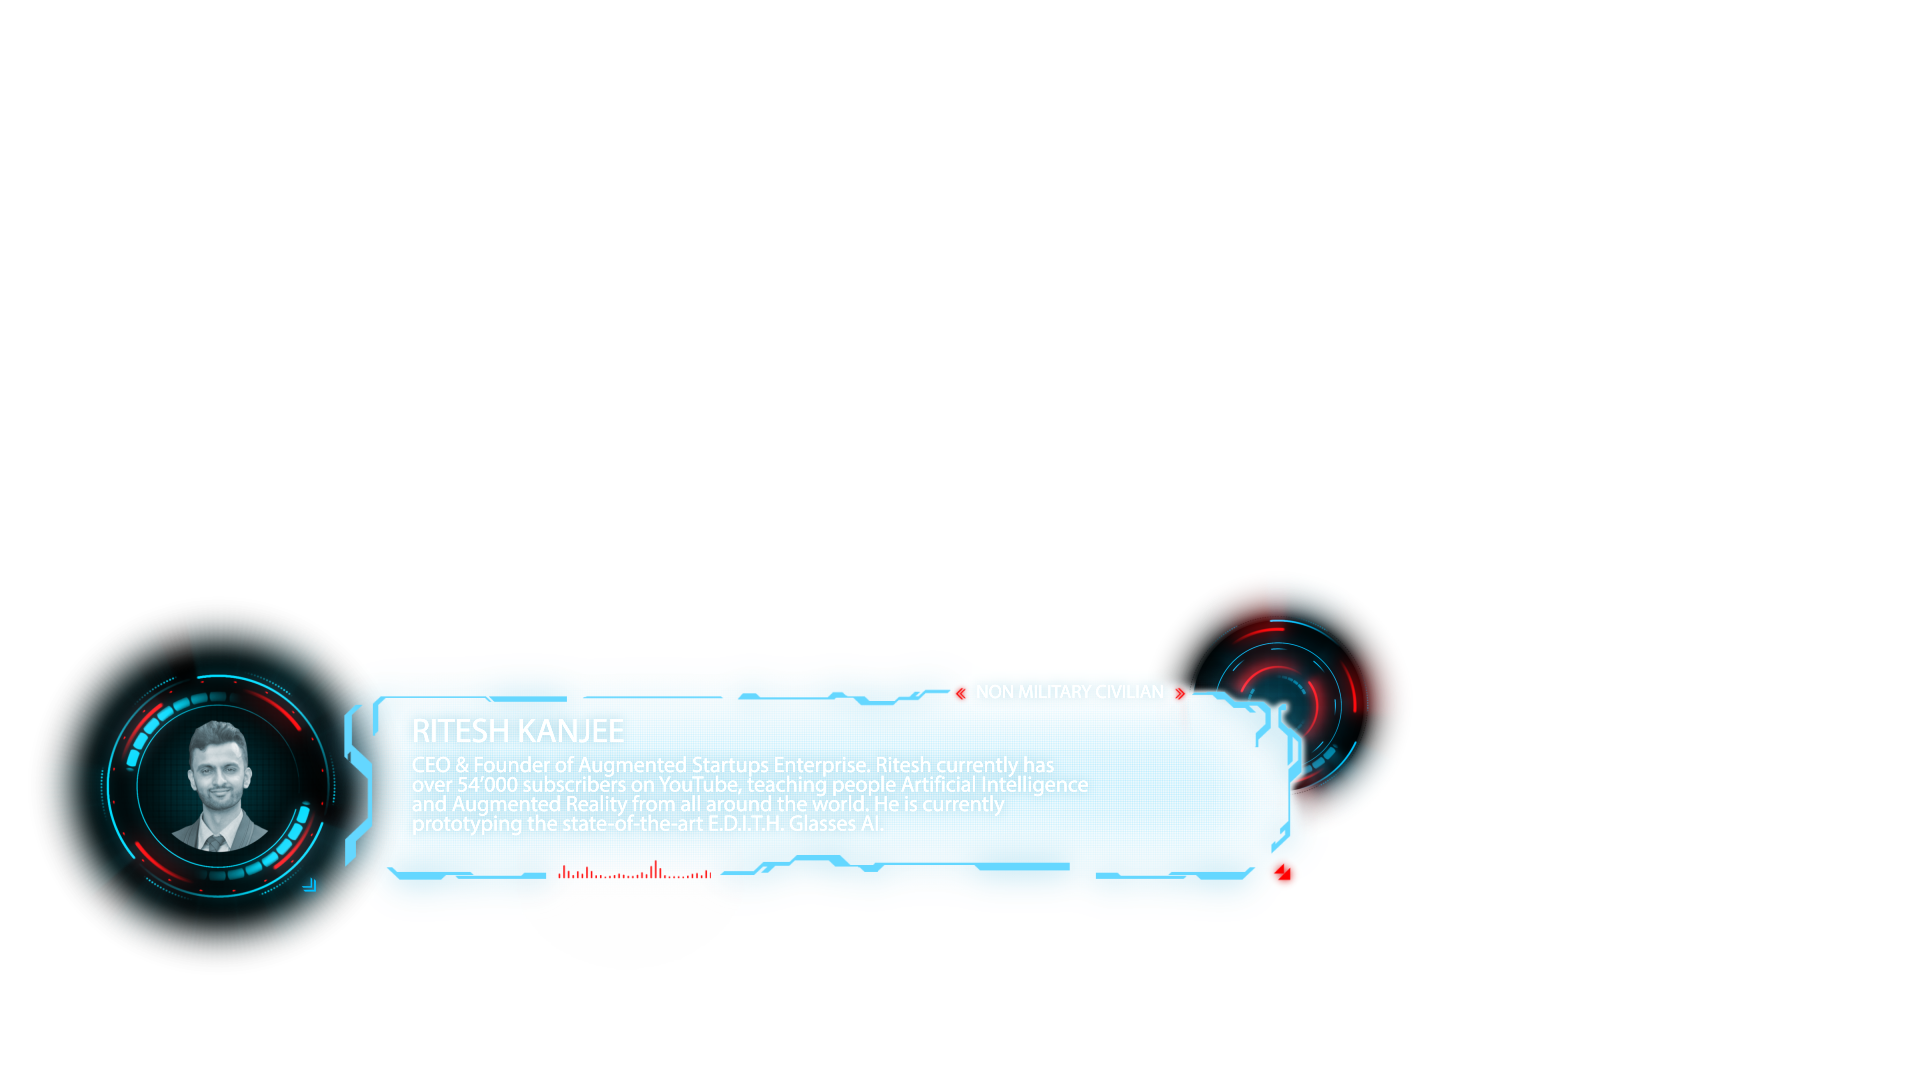 NON MILITARY CIVILIAN
RITESH KANJEE
CEO & Founder of Augmented Startups Enterprise. Ritesh currently has
over 54'000 subscribers on YouTube, teaching people Artificial Intelligence
and Augmented Reality from all around the world. He is currently
prototyping the state-of-the-art E.D.I.T.H. Glasses AI.